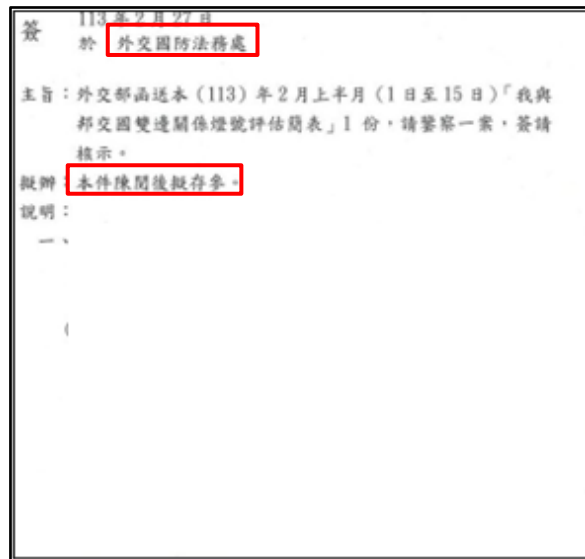 簽
113年2月27日
於 外交國防法務處
主旨：外交部函送本（113）年2月上半月（1日至15日）「我與
邦交國雙邊關係燈號評估簡表」1份，請鑒察一案，簽請
核示。
擬辦：本件陳閱後擬存參。
說明：
一、
（